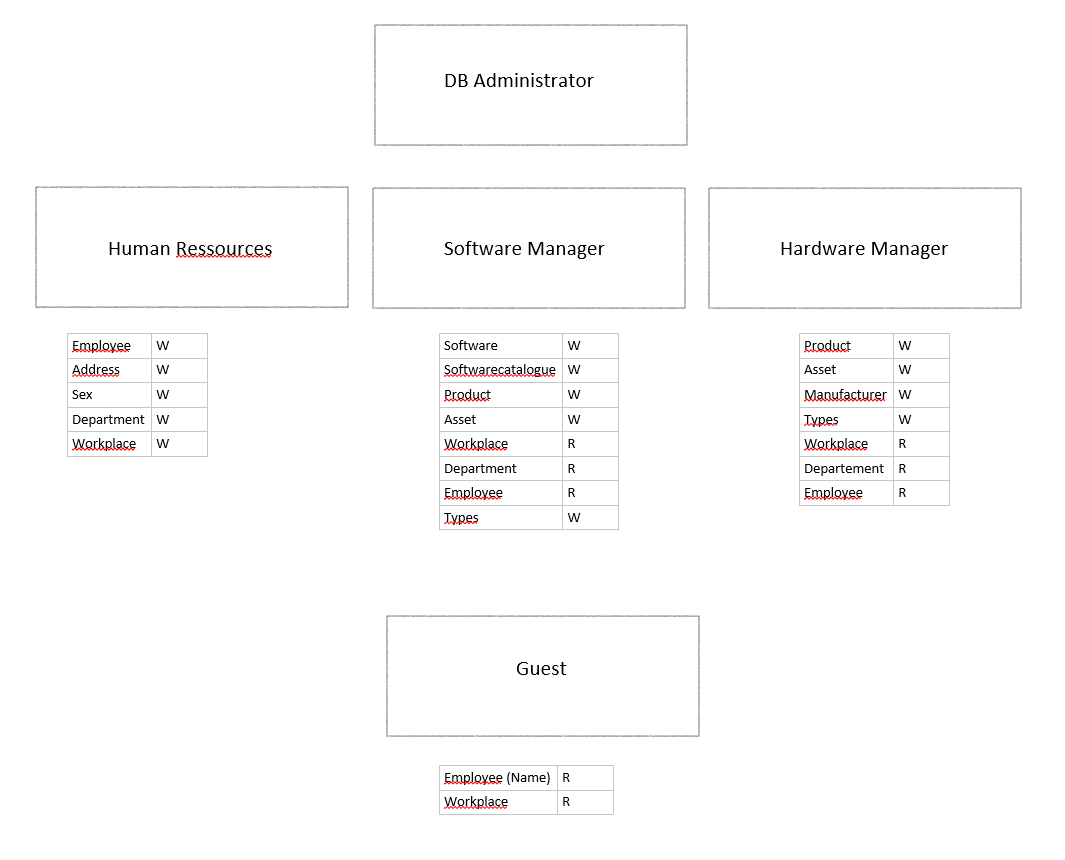 DB Administrator
Human Ressources
Software Manager
Hardware Manager
Employee W
Address W
Sex W
Department W
Workplace W
Software W
Softwarecatalogue W
Product W
Asset W
Workplace R
Department R
Employee R
Types W
Product W
Asset W
Manufacturer W
Types W
Workplace R
Departement R
Employee R
Guest
Employee (Name) R
Workplace R